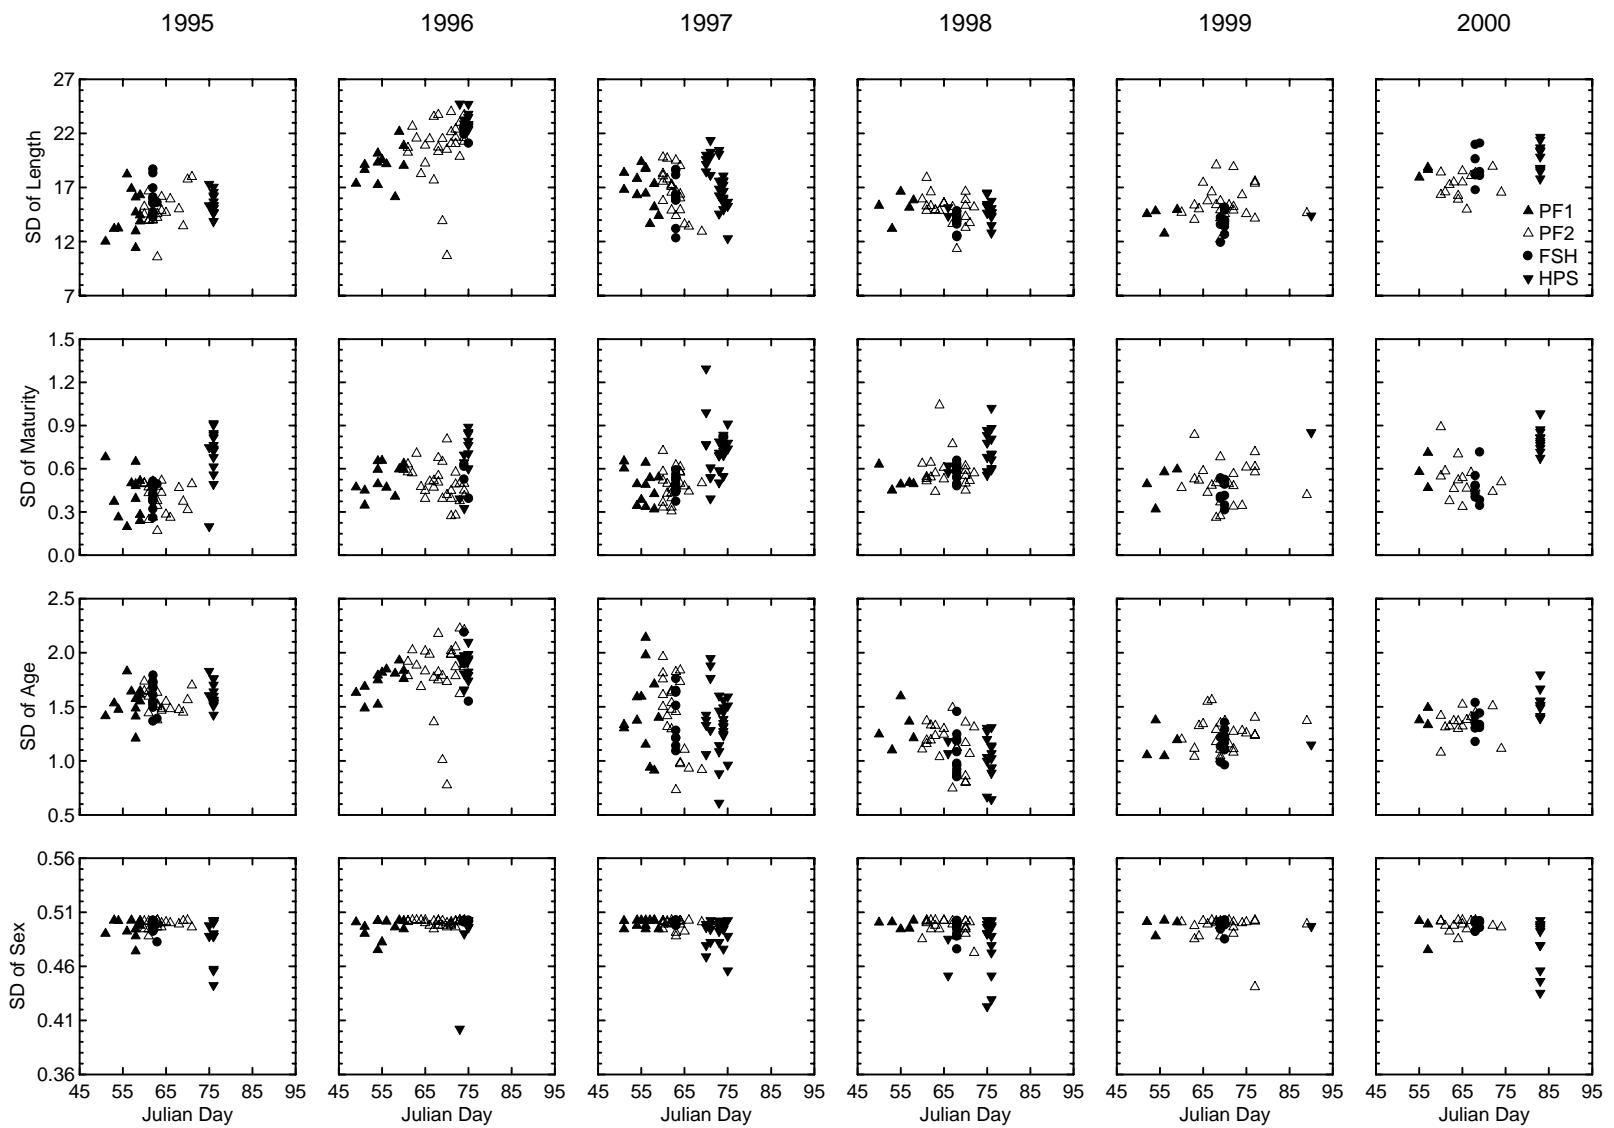 1995 1996 1997 1998 1999 2000
27
22
17
12
7
SD of Length
PF1
PF2
FSH
HPS
1.5
1.2
0.9
0.6
0.3
0.0
SD of Maturity
2.5
2.0
1.5
1.0
0.5
SD of Age
0.56
0.51
0.46
0.41
0.36
SD of Sex
45 55 65 75 85 95 45 55 65 75 85 95 45 55 65 75 85 95 45 55 65 75 85 95 45 55 65 75 85 95 45 55 65 75 85 95
Julian Day Julian Day Julian Day Julian Day Julian Day Julian Day